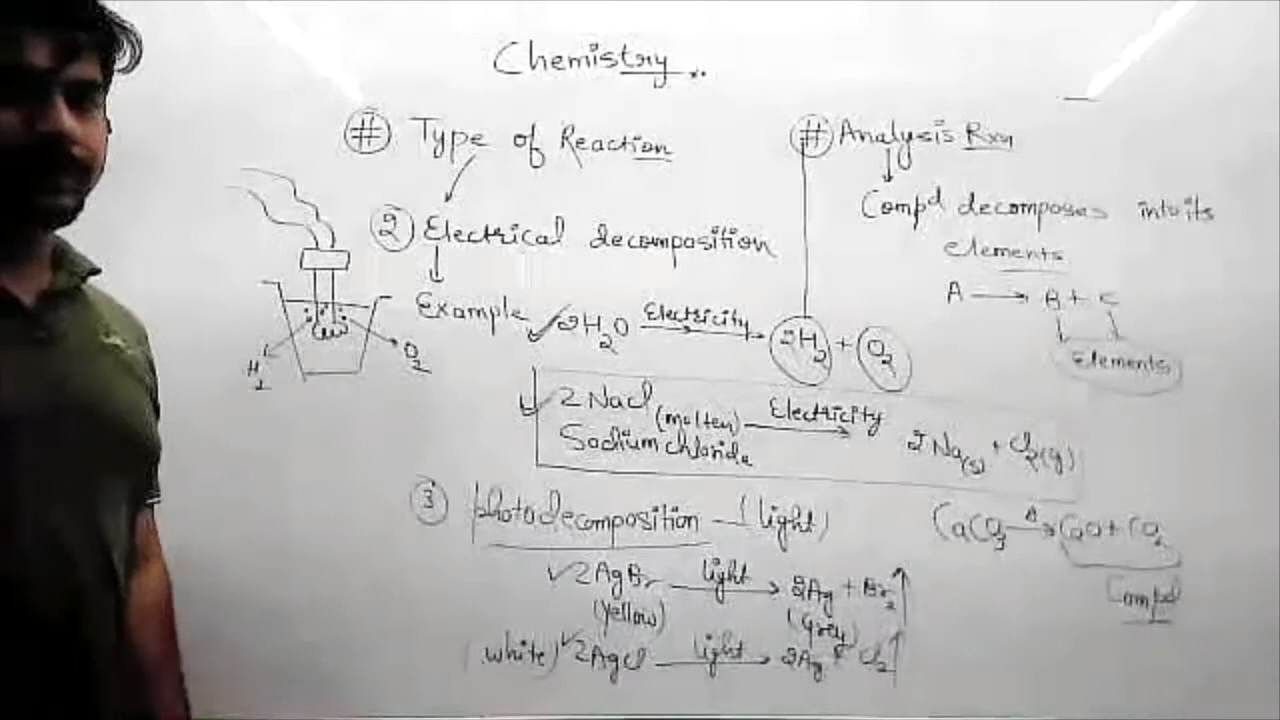 Chemistry
# Type of Reaction
② Electrical decomposition
Example 2H₂O Electricity → 2H₂ + O₂
H₂
O₂
2 NaCl (molten) Electricity → 2Na(s) + Cl₂(g)
Sodium chloride
③ photodecomposition - (light)
✓2AgBr light → 2Ag + Br₂↑
(yellow) (grey)
(white) ✓2AgCl light → 2Ag + Cl₂↑
# Analysis Rxn
↓
Compd decomposes into its
elements
A → B + C
Elements
CaCO₃ Δ → CaO + CO₂
Compd